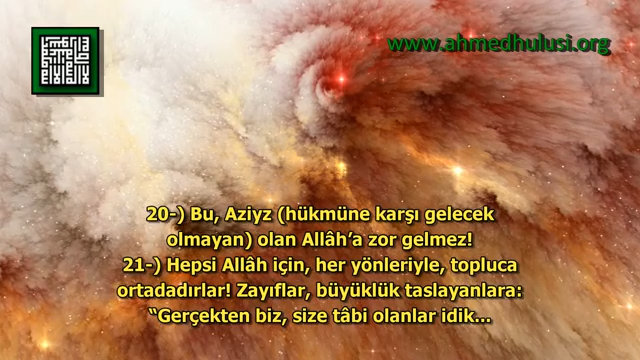 www.ahmedhulusi.org
20-) Bu, Aziyz (hükmüne karşı gelecek
olmayan) olan Allâh’a zor gelmez!
21-) Hepsi Allâh için, her yönleriyle, topluca
ortadadırlar! Zayıflar, büyüklük taslayanlara:
“Gerçekten biz, size tâbi olanlar idik...